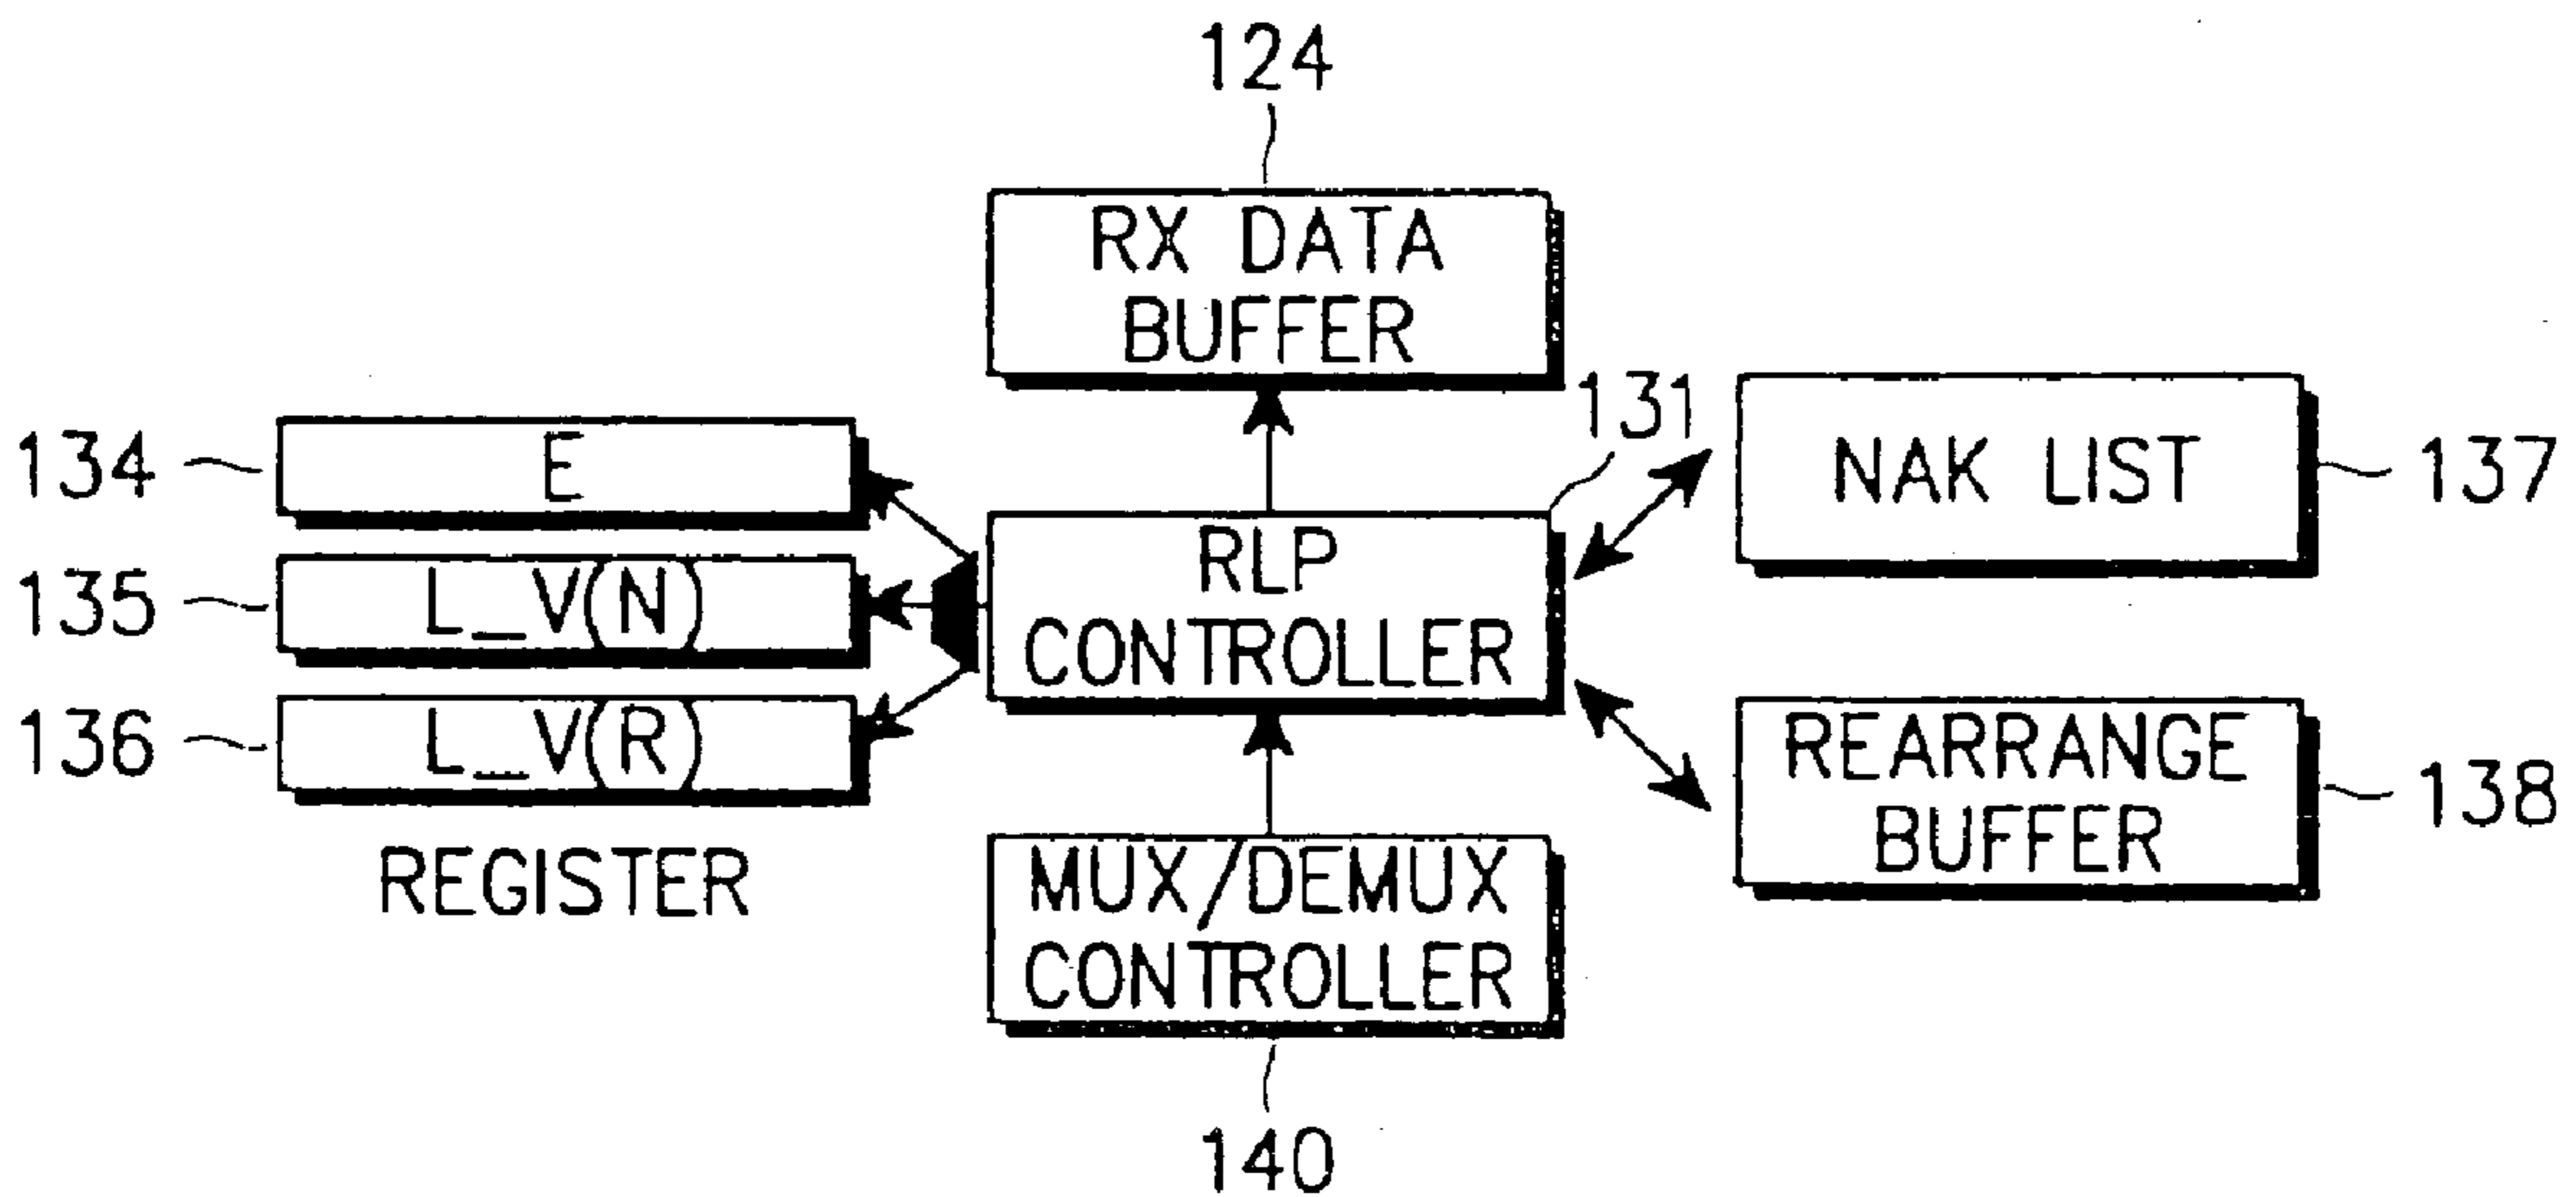 124
RX DATA
BUFFER
131
134
E
NAK LIST
137
135
L_V(N)
RLP
CONTROLLER
136
L_V(R)
REARRANGE
BUFFER
138
REGISTER
MUX/DEMUX
CONTROLLER
140